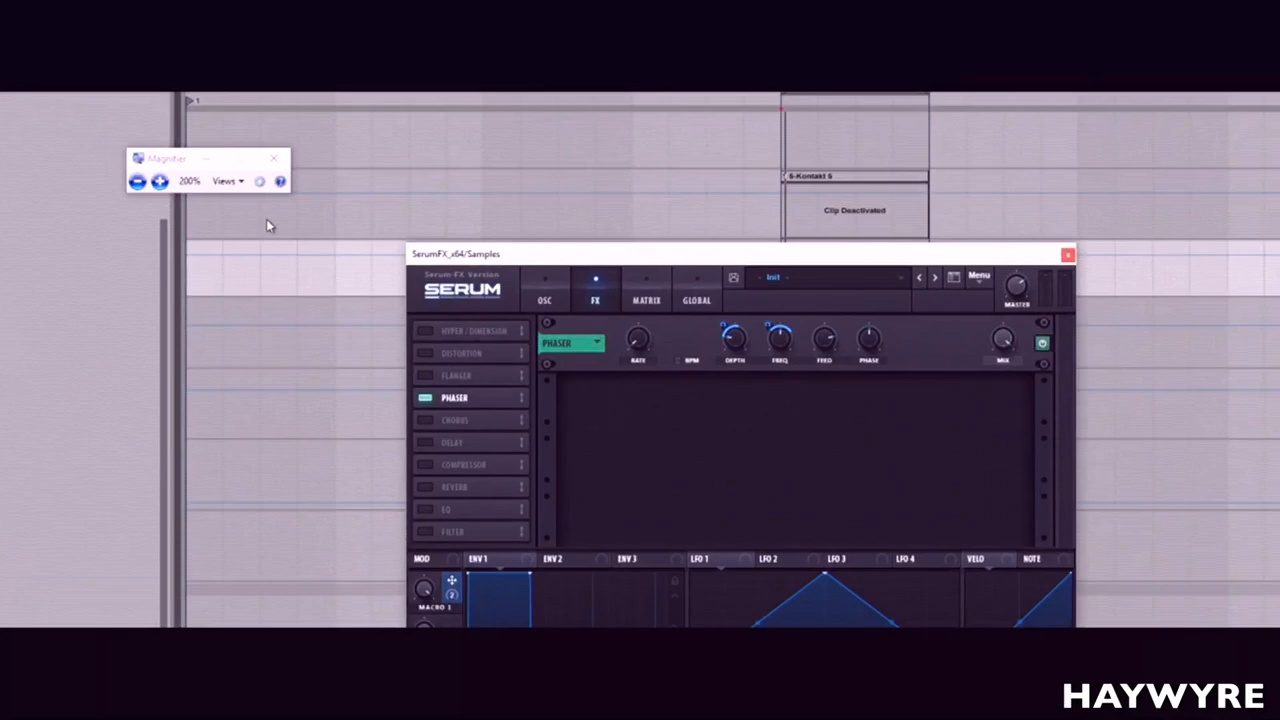 1
Magnifier
200% Views
5-Kontakt 5
Clip Deactivated
SerumFX_x64/Samples
Serum-FX Version
SERUM
OSC FX MATRIX GLOBAL
- Init -
Menu
MASTER
HYPER / DIMENSION
DISTORTION
FLANGER
PHASER
CHORUS
DELAY
COMPRESSOR
REVERB
EQ
FILTER
PHASER
RATE BPM DEPTH FREQ FEED PHASE MIX
MOD ENV 1 ENV 2 ENV 3 LFO 1 LFO 2 LFO 3 LFO 4 VELO NOTE
2
MACRO 1
HAYWYRE